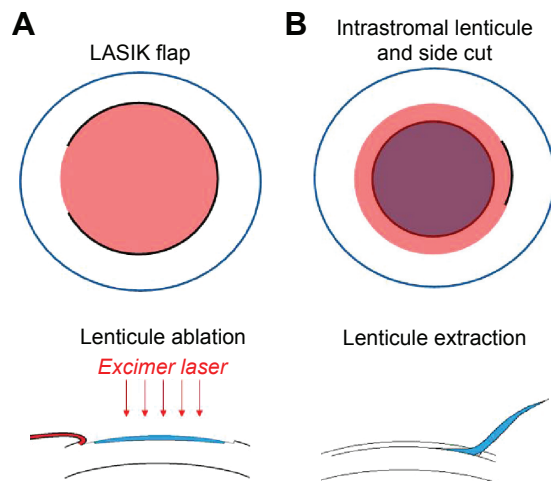 A
LASIK flap
Lenticule ablation
Excimer laser
B
Intrastromal lenticule
and side cut
Lenticule extraction